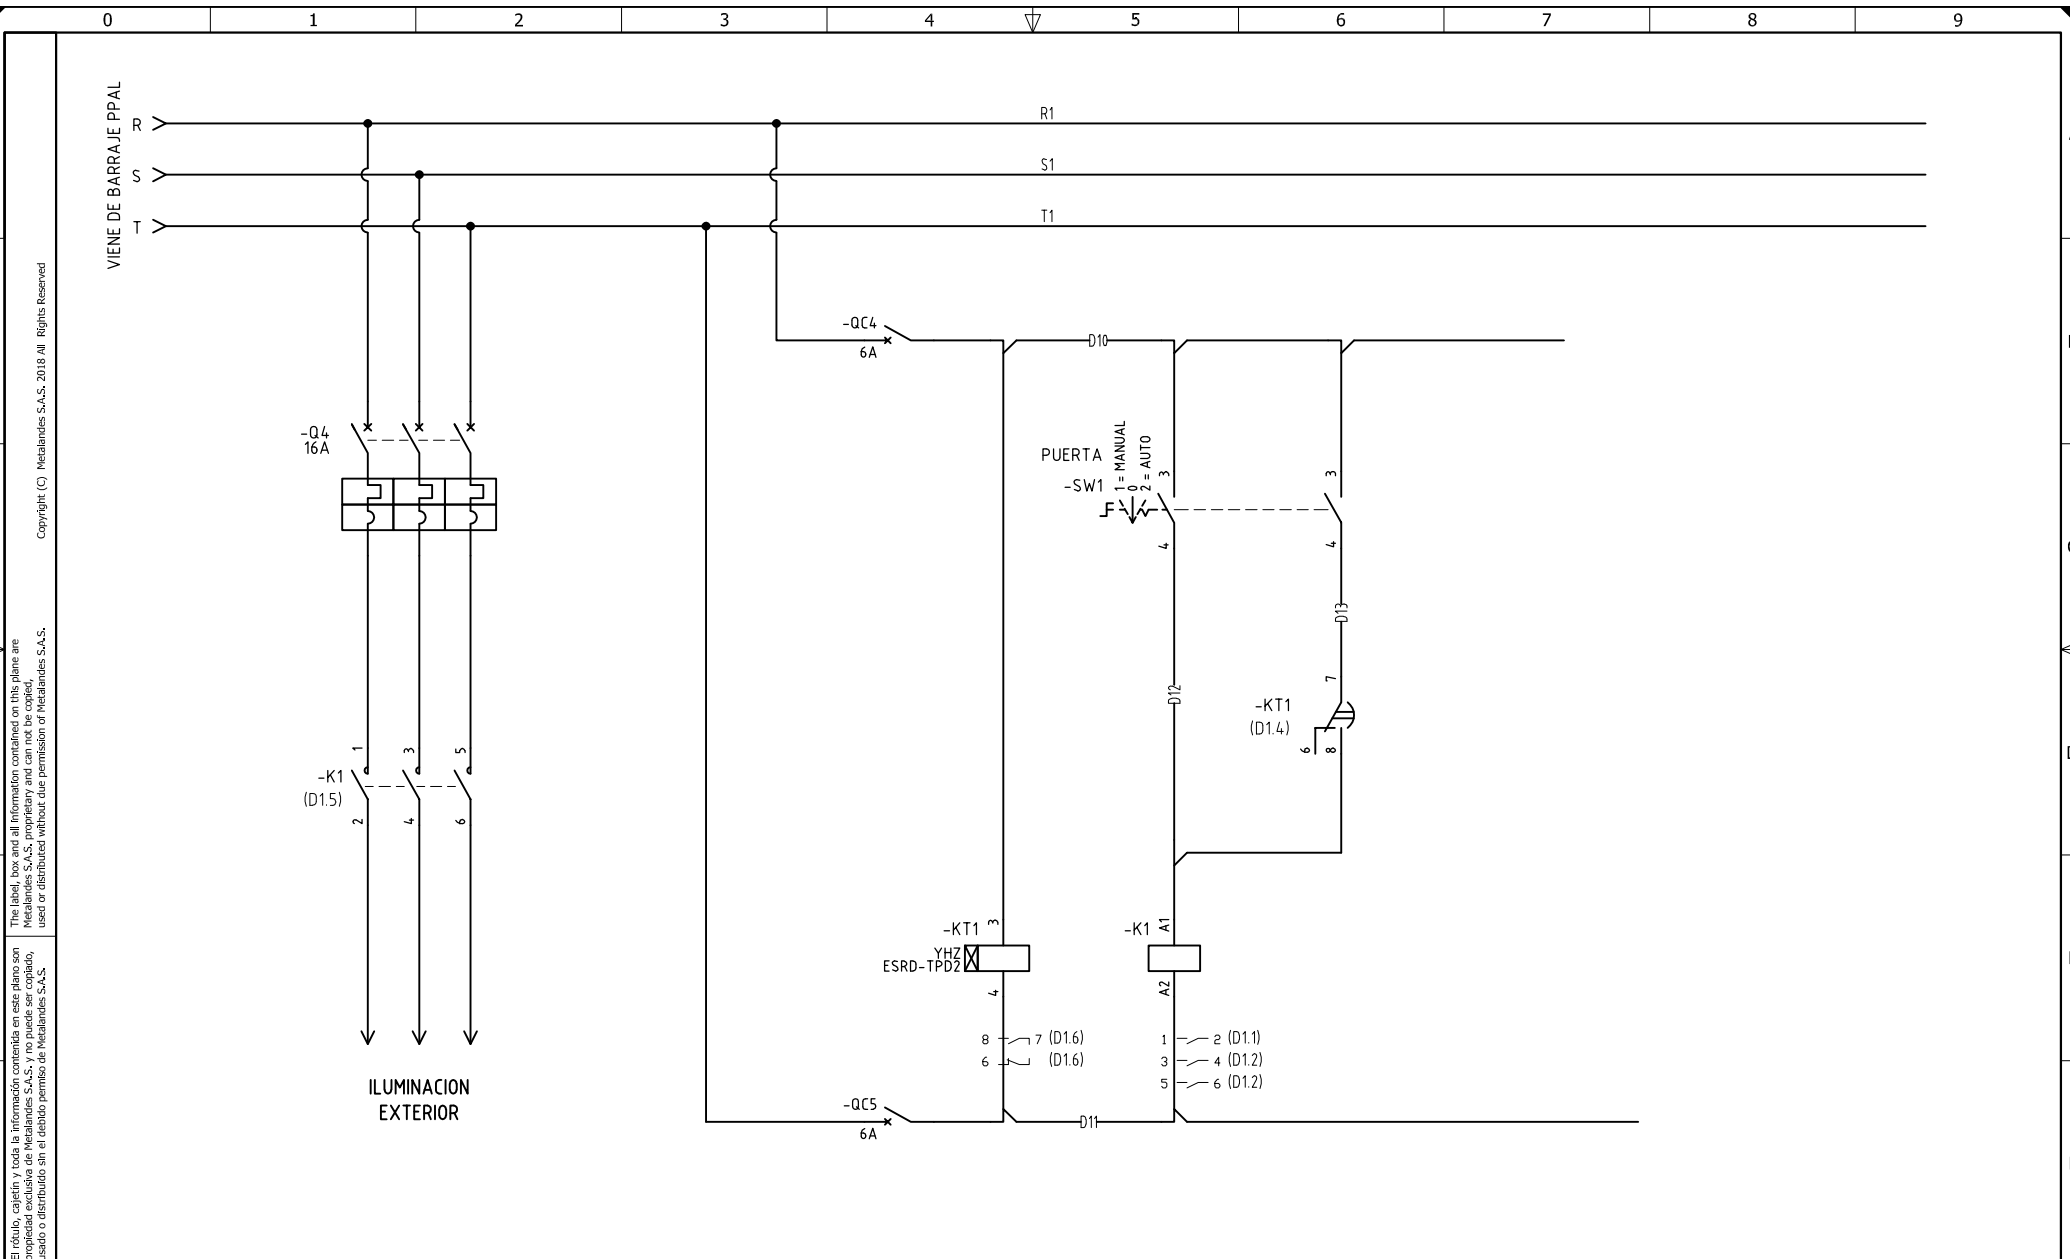 0 1 2 3 4 5 6 7 8 9
VIENE DE BARRAJE PPAL
R
S
T
R1
S1
T1
-QC4
6A
D10
-Q4
16A
PUERTA
1 = MANUAL
0
2 = AUTO
-SW1
3
4
3
4
D13
D12
7
-KT1
(D1.4)
6
8
1
3
5
-K1
(D1.5)
2
4
6
-KT1
3
YHZ
ESRD-TPD2
4
-K1
A1
A2
8 7 (D1.6)
6 (D1.6)
1 2 (D1.1)
3 4 (D1.2)
5 6 (D1.2)
ILUMINACION
EXTERIOR
-QC5
6A
D11
Copyright (C) Metalandes S.A.S. 2018 All Rights Reserved
The label, box and all information contained on this plane are
Metalandes S.A.S. proprietary and can not be copied,
used or distributed without due permission of Metalandes S.A.S.
El rótulo, cajetín y toda la información contenida en este plano son
propiedad exclusiva de Metalandes S.A.S. y no puede ser copiado,
usado o distribuido sin el debido permiso de Metalandes S.A.S.